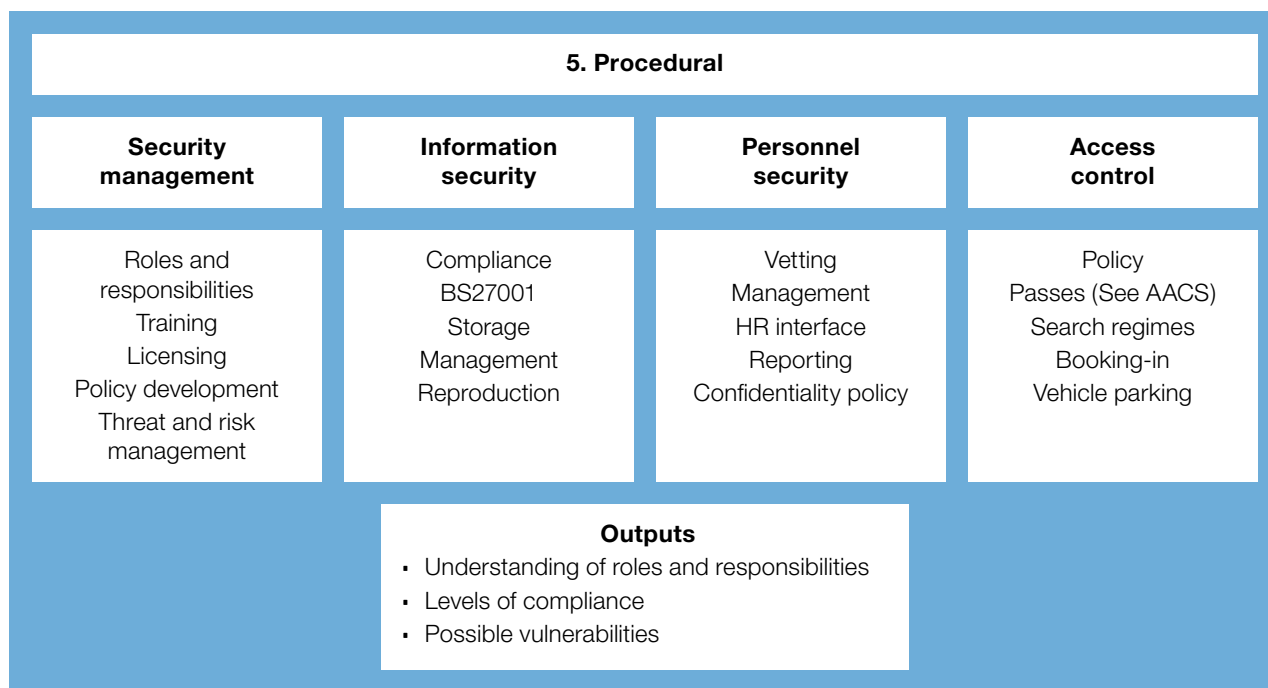 5. Procedural
Security
management
Information
security
Personnel
security
Access
control
Roles and
responsibilities
Training
Licensing
Policy development
Threat and risk
management
Compliance
BS27001
Storage
Management
Reproduction
Vetting
Management
HR interface
Reporting
Confidentiality policy
Policy
Passes (See AACS)
Search regimes
Booking-in
Vehicle parking
Outputs
▪ Understanding of roles and responsibilities
▪ Levels of compliance
▪ Possible vulnerabilities